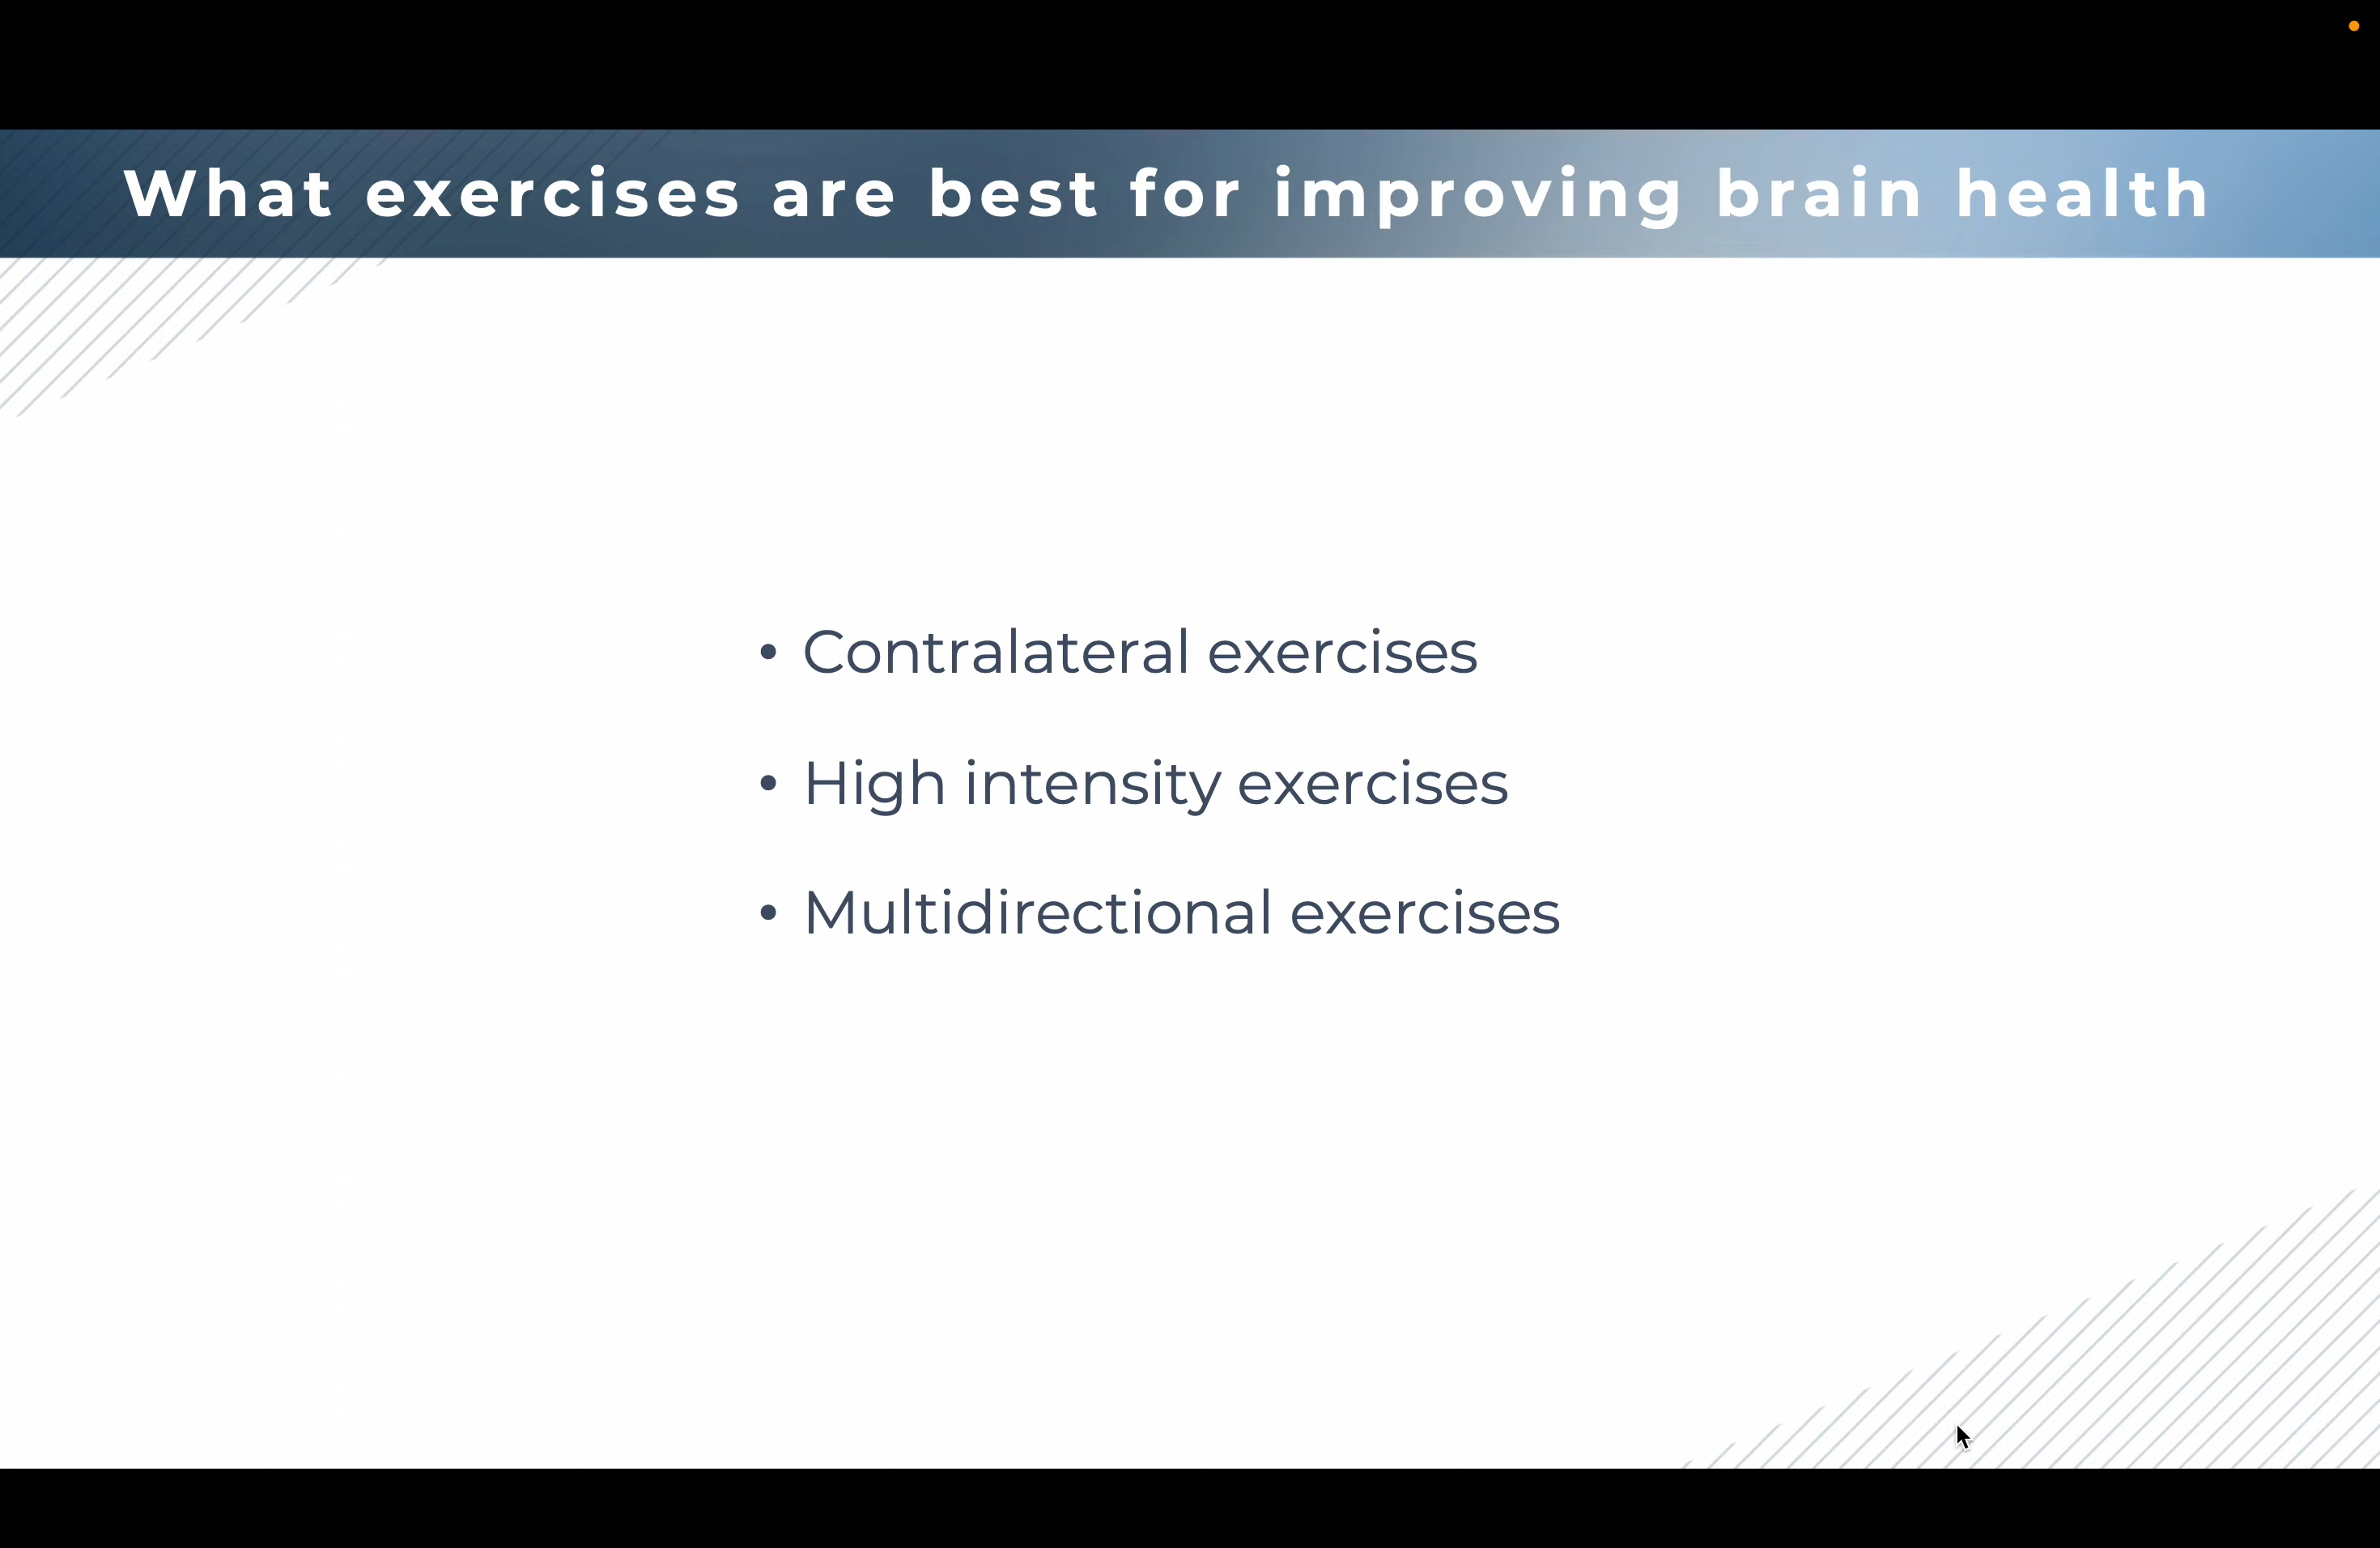 What exercises are best for improving brain health
• Contralateral exercises
• High intensity exercises
• Multidirectional exercises